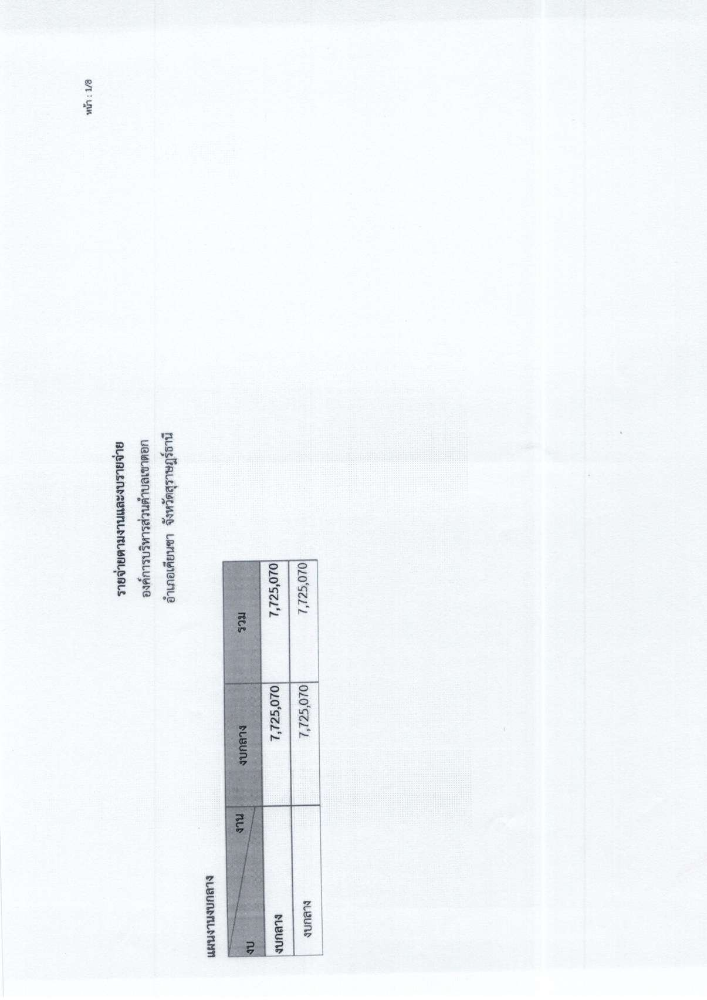 หน้า : 1/8
รายจ่ายตามงานและงบรายจ่าย
องค์การบริหารส่วนตำบลเขาตอก
อำเภอเคียนซา จังหวัดสุราษฎร์ธานี
แผนงานงบกลาง
งบ งาน งบกลาง รวม
งบกลาง 7,725,070 7,725,070
งบกลาง 7,725,070 7,725,070